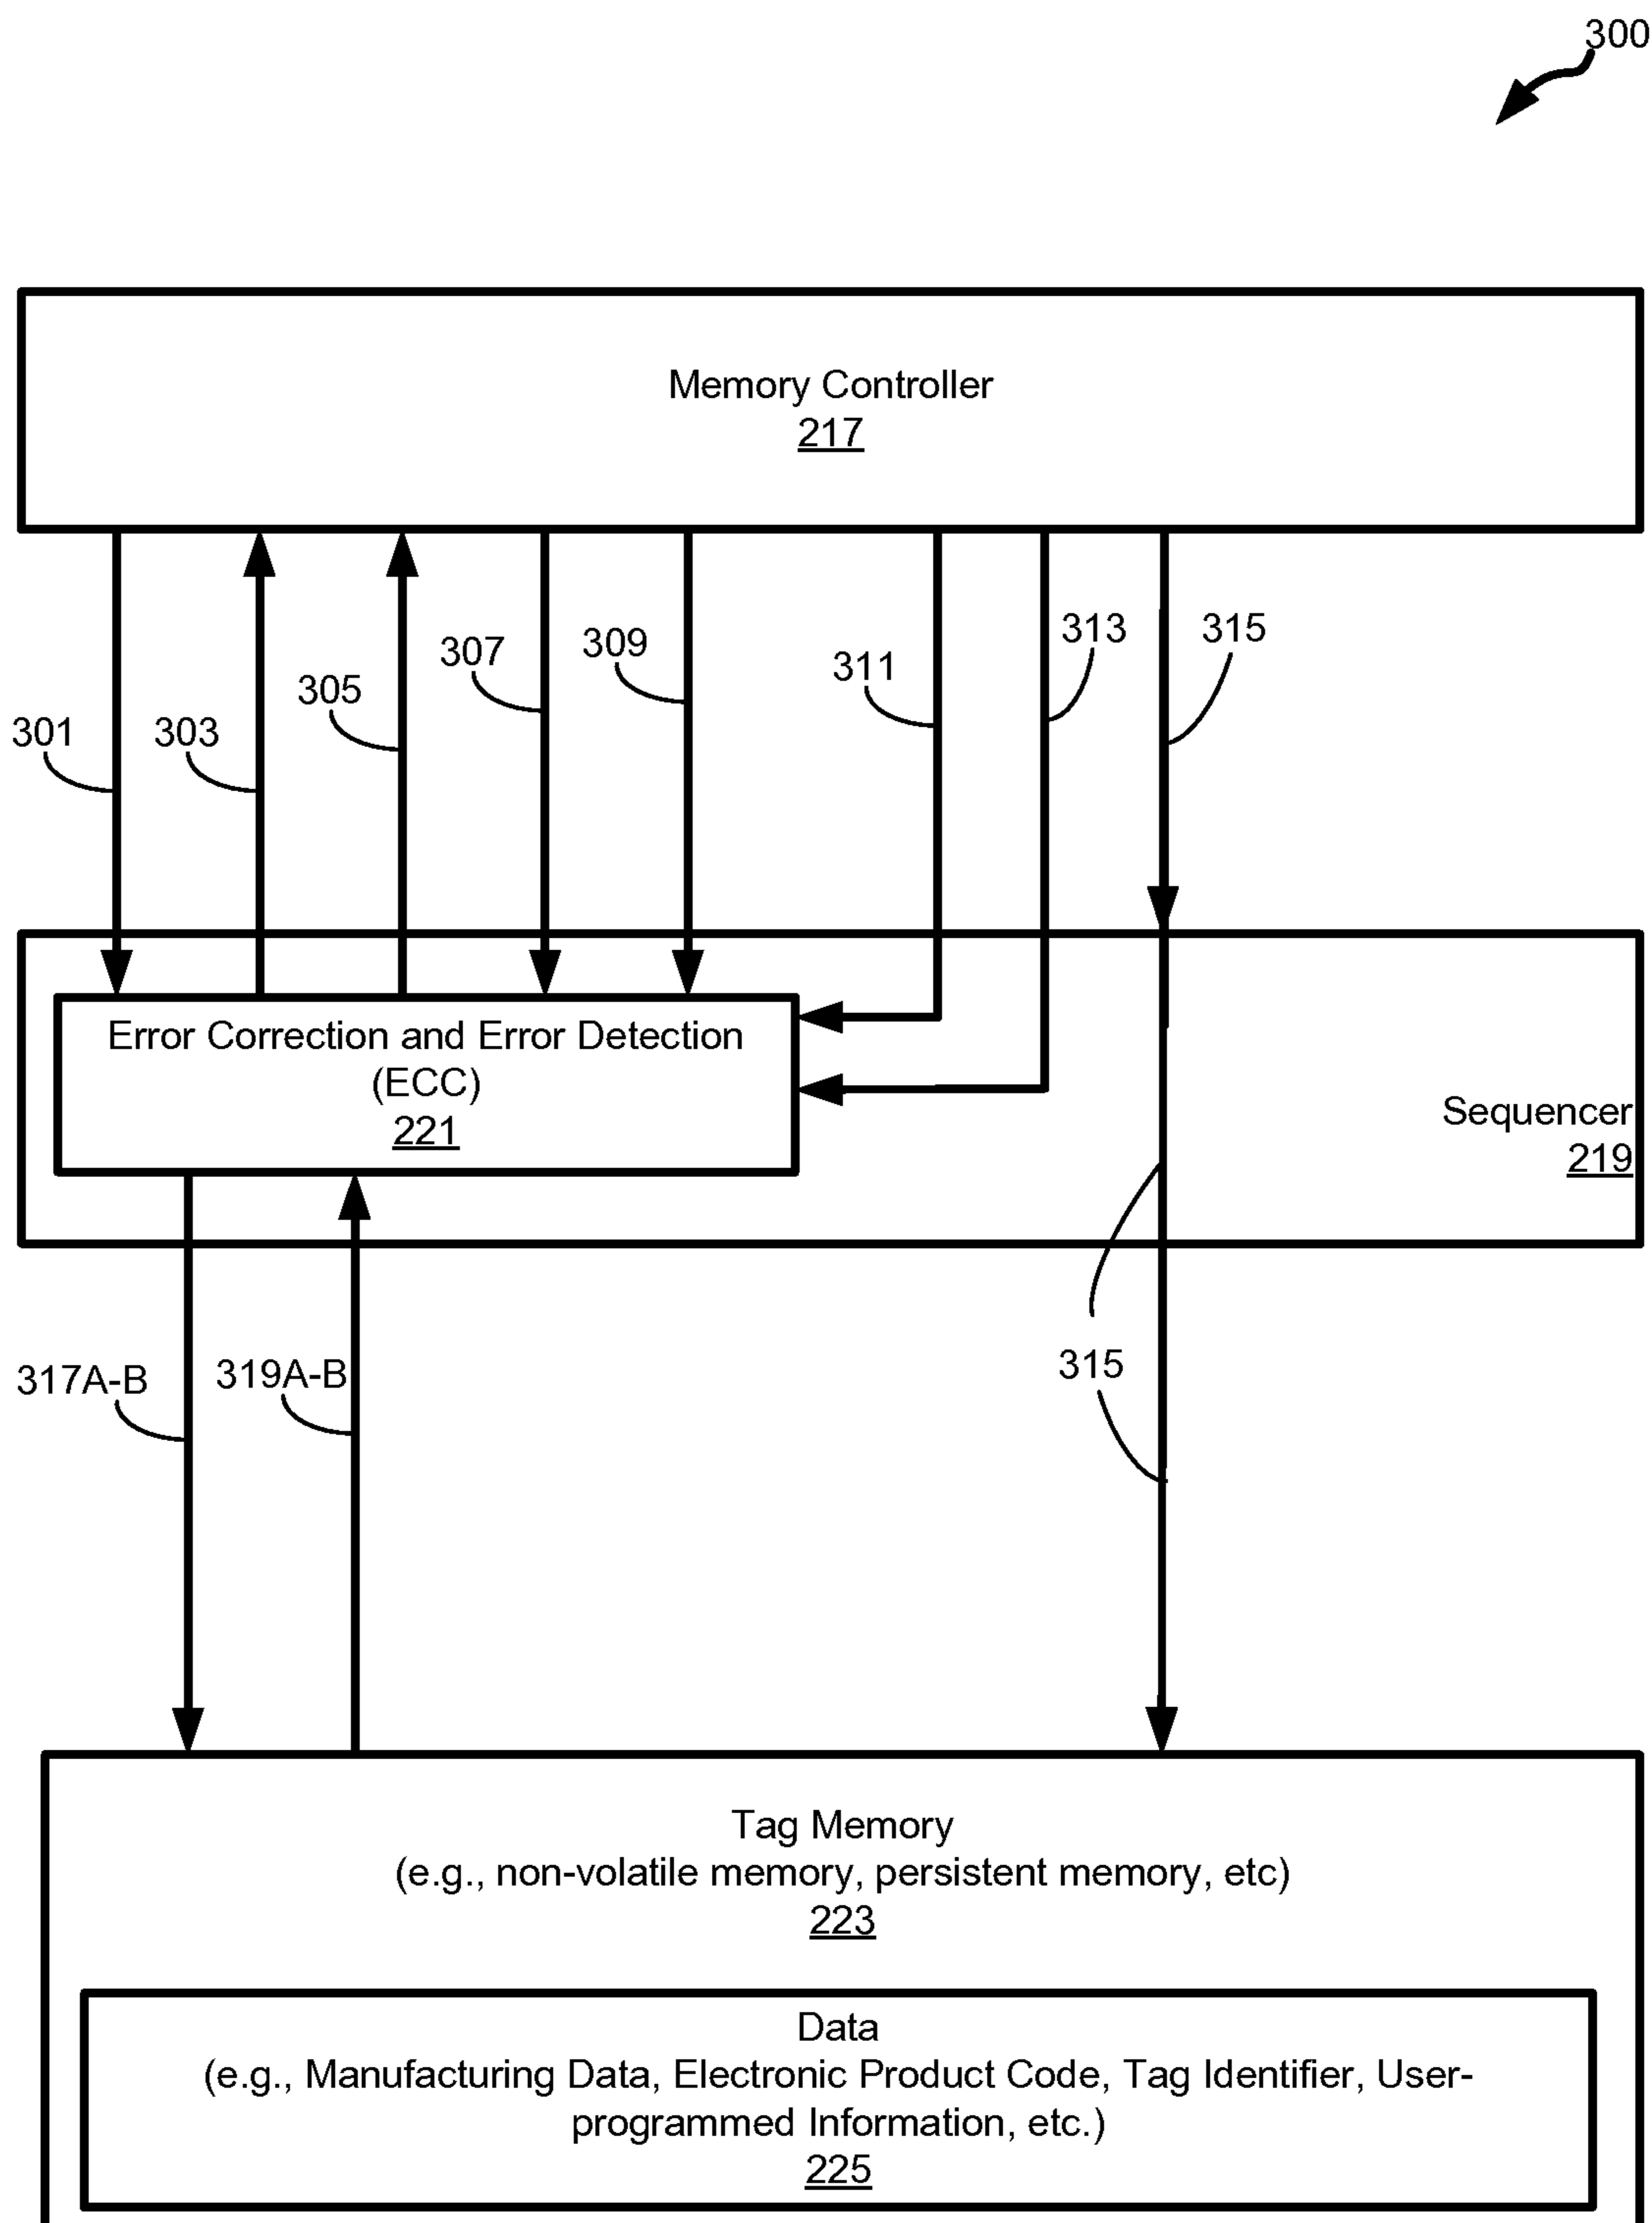 300
Memory Controller
217
301
303
305
307
309
311
313
315
Error Correction and Error Detection
(ECC)
221
Sequencer
219
317A-B
319A-B
315
Tag Memory
(e.g., non-volatile memory, persistent memory, etc)
223
Data
(e.g., Manufacturing Data, Electronic Product Code, Tag Identifier, User-
programmed Information, etc.)
225